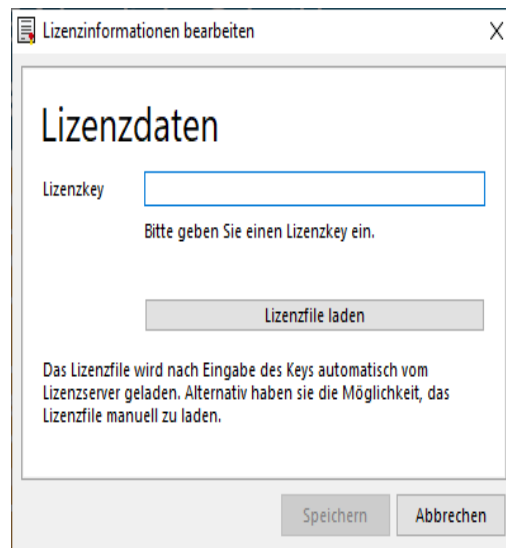 Lizenzinformationen bearbeiten
Lizenzdaten
Lizenzkey
Bitte geben Sie einen Lizenzkey ein.
Lizenzfile laden
Das Lizenzfile wird nach Eingabe des Keys automatisch vom
Lizenzserver geladen. Alternativ haben sie die Möglichkeit, das
Lizenzfile manuell zu laden.
Speichern Abbrechen